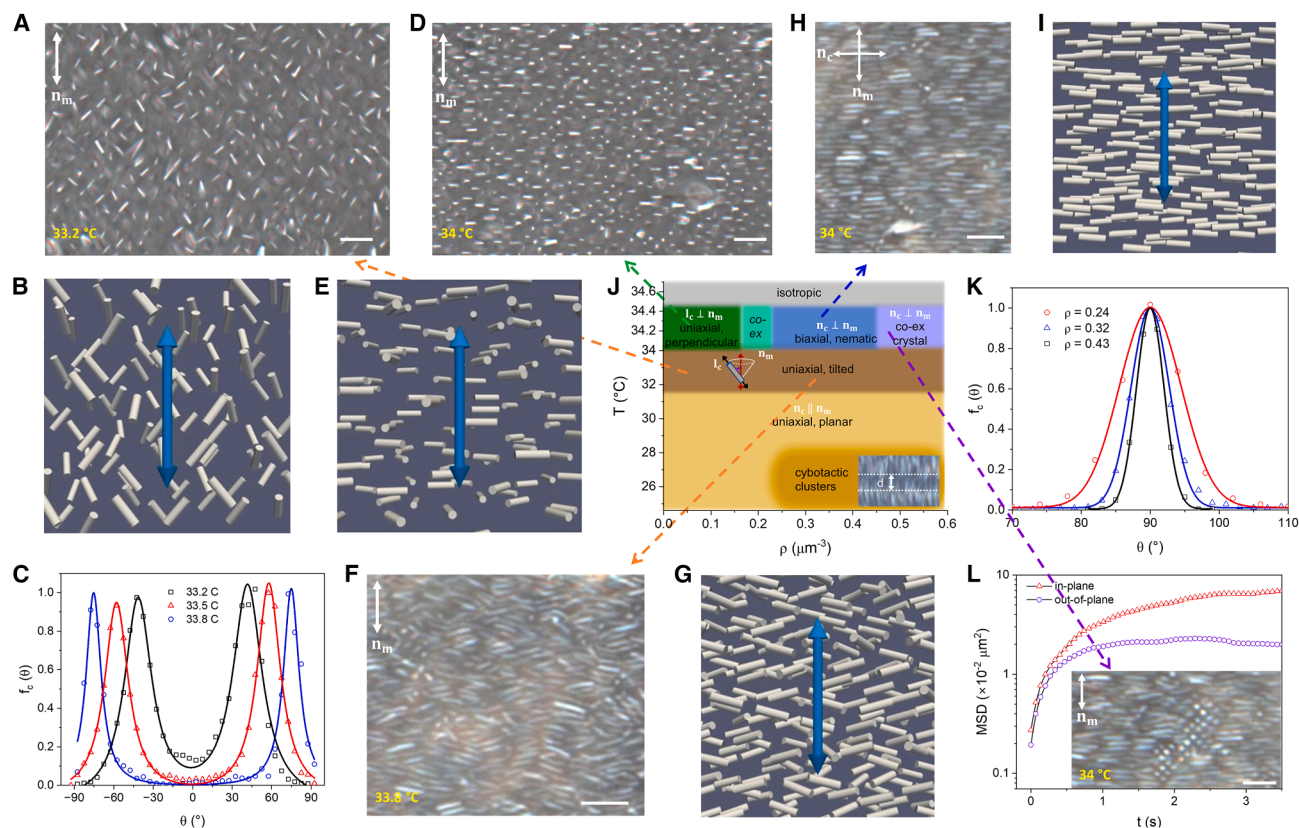 A
n_m
33.2 °C
D
n_m
34 °C
H
n_c
n_m
34 °C
I
B
E
J
34.6
34.4
34.2
34
32
30
28
26
T (°C)
isotropic
l_c ⊥ n_m
uniaxial,
perpendicular
co-
ex
n_c ⊥ n_m
biaxial, nematic
n_c ⊥ n_m
co-ex
crystal
l_c
n_m
uniaxial, tilted
n_c ∥ n_m
uniaxial, planar
cybotactic
clusters
d
0.0 0.1 0.2 0.3 0.4 0.5 0.6
ρ (μm⁻³)
K
ρ = 0.24
ρ = 0.32
ρ = 0.43
1.0
0.8
0.6
0.4
0.2
0.0
f_c (θ)
70 80 90 100 110
θ (°)
C
33.2 C
33.5 C
33.8 C
1.0
0.8
0.6
0.4
0.2
0.0
f_c (θ)
−90 −60 −30 0 30 60 90
θ (°)
F
n_m
33.8 °C
G
L
in-plane
out-of-plane
10
1
0.1
MSD (×10⁻² μm²)
n_m
34 °C
0 1 2 3
t (s)